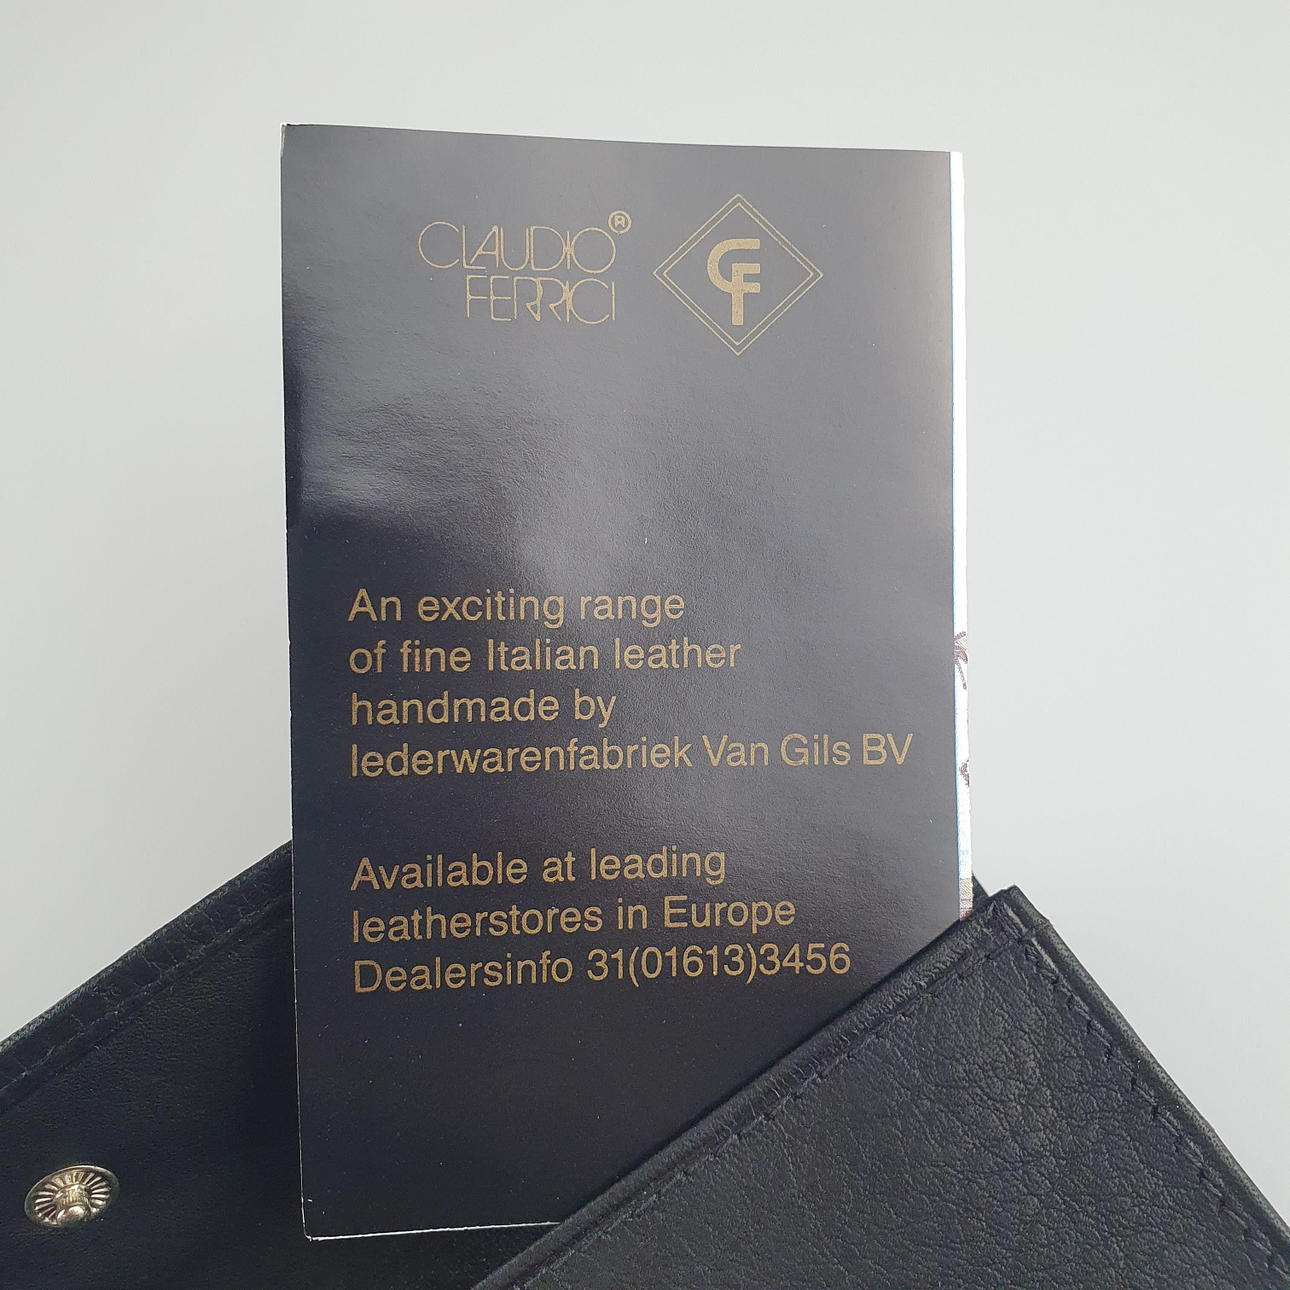 CLAUDIO®
FERRICI
CF
An exciting range
of fine Italian leather
handmade by
lederwarenfabriek Van Gils BV
Available at leading
leatherstores in Europe
Dealersinfo 31(01613)3456